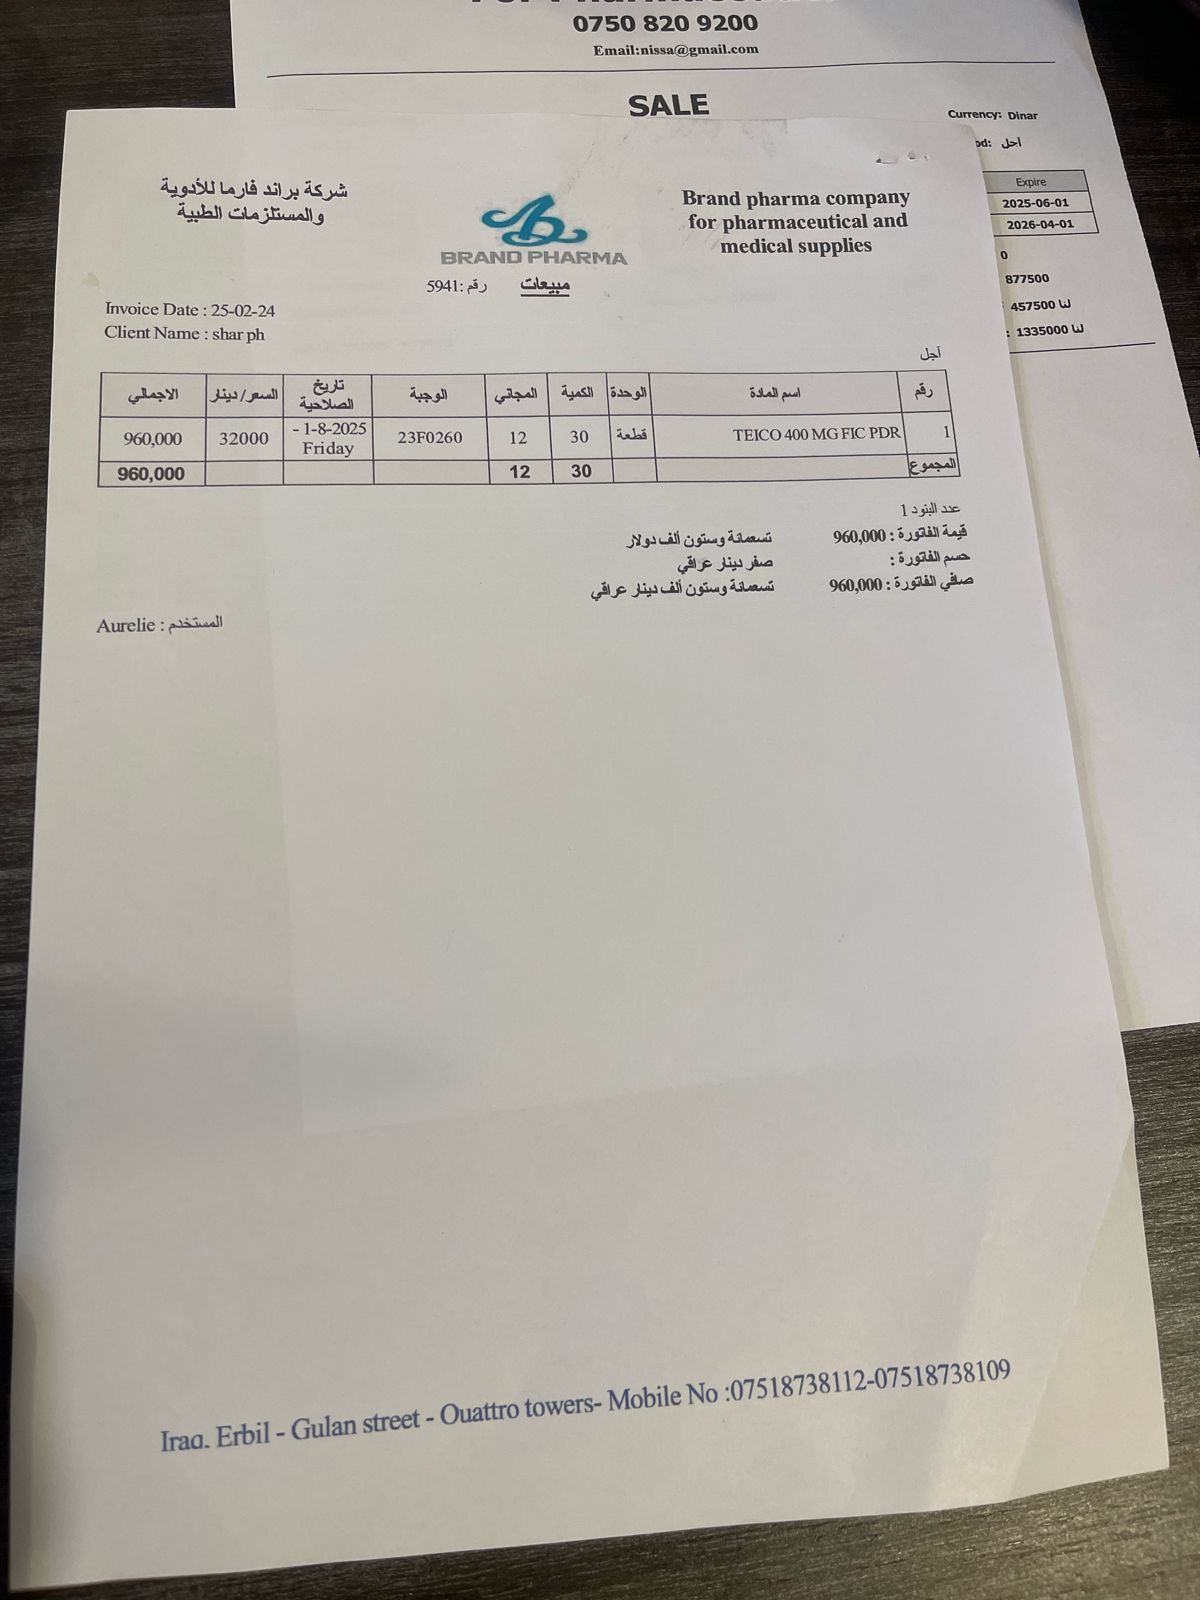 0750 820 9200
Email:nissa@gmail.com
SALE
Currency: Dinar
Expire
2025-06-01
2026-04-01
0
877500
457500 لنا
: 1335000 لنا
شركة براند فارما للأدوية
والمستلزمات الطبية
BRAND PHARMA
Brand pharma company
for pharmaceutical and
medical supplies
مبيعات رقم :5941
Invoice Date : 25-02-24
Client Name : shar ph
آجل
رقم اسم المادة الوحدة الكمية المجاني الوجبة تاريخ الصلاحية السعر/دينار الاجمالي
1 TEICO 400 MG FIC PDR قطعة 30 12 23F0260 1-8-2025 - Friday 32000 960,000
المجموع 30 12 960,000
عدد البنود 1
قيمة الفاتورة : 960,000 تسعمائة وستون ألف دولار
حسم الفاتورة : صفر دينار عراقي
صافي الفاتورة : 960,000 تسعمائة وستون ألف دينار عراقي
المستخدم : Aurelie
Iraq. Erbil - Gulan street - Quattro towers- Mobile No :07518738112-07518738109